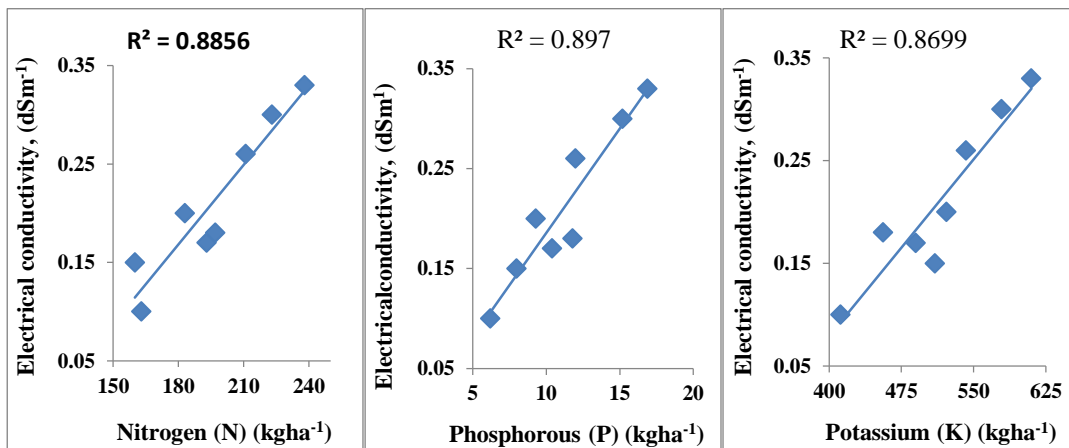 R² = 0.8856
Electrical conductivity, (dSm-1)
0.35
0.25
0.15
0.05
160
180
210
240
Nitrogen (N) (kgha-1)
R² = 0.897
Electricalconductivity, (dSm-1)
0.35
0.25
0.15
0.05
5
10
15
20
Phosphorous (P) (kgha-1)
R² = 0.8699
Electrical conductivity, (dSm-1)
0.35
0.25
0.15
0.05
400
475
550
625
Potassium (K) (kgha-1)